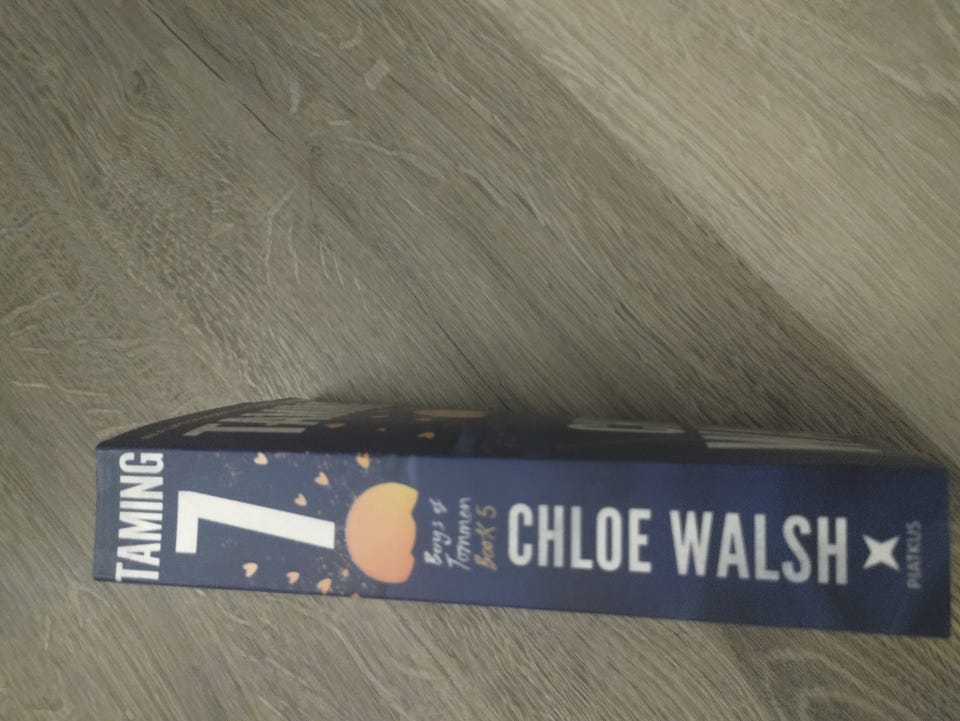 TAMING
7
Boys of
Tommen
Book 5
CHLOE WALSH
PIATKUS